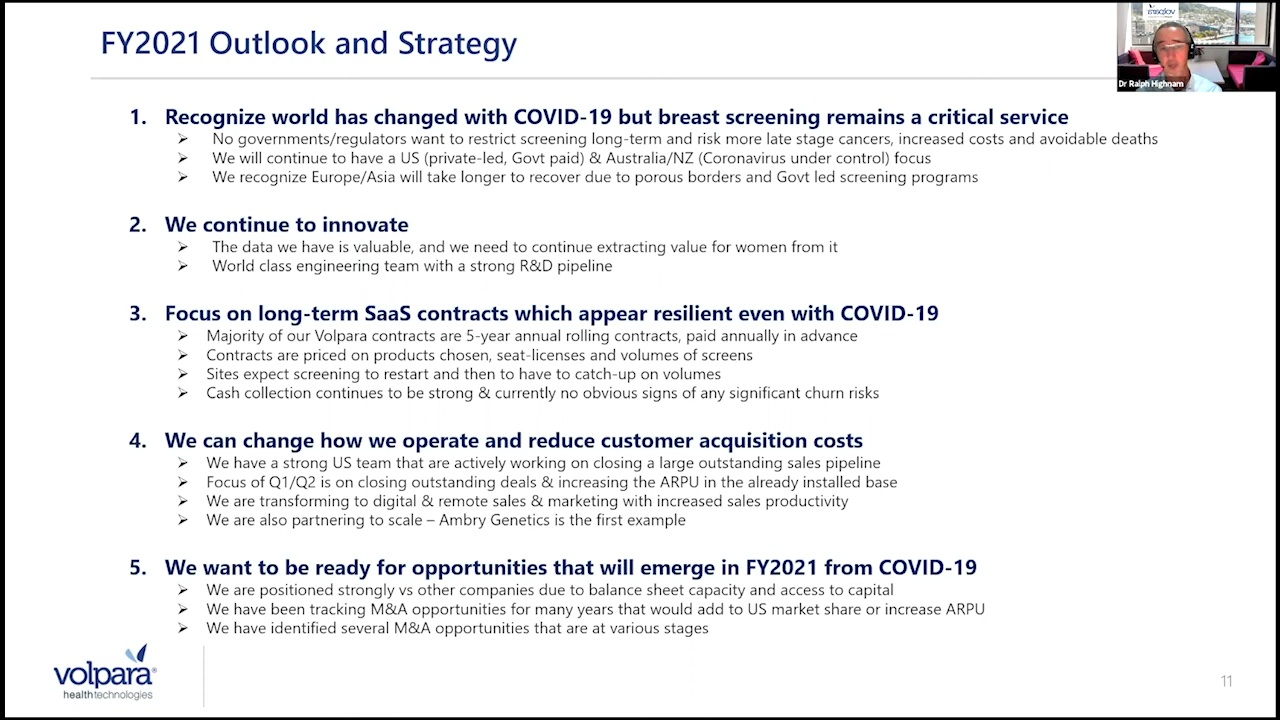 FY2021 Outlook and Strategy
Dr Ralph Highnam
1. Recognize world has changed with COVID-19 but breast screening remains a critical service
➢ No governments/regulators want to restrict screening long-term and risk more late stage cancers, increased costs and avoidable deaths
➢ We will continue to have a US (private-led, Govt paid) & Australia/NZ (Coronavirus under control) focus
➢ We recognize Europe/Asia will take longer to recover due to porous borders and Govt led screening programs
2. We continue to innovate
➢ The data we have is valuable, and we need to continue extracting value for women from it
➢ World class engineering team with a strong R&D pipeline
3. Focus on long-term SaaS contracts which appear resilient even with COVID-19
➢ Majority of our Volpara contracts are 5-year annual rolling contracts, paid annually in advance
➢ Contracts are priced on products chosen, seat-licenses and volumes of screens
➢ Sites expect screening to restart and then to have to catch-up on volumes
➢ Cash collection continues to be strong & currently no obvious signs of any significant churn risks
4. We can change how we operate and reduce customer acquisition costs
➢ We have a strong US team that are actively working on closing a large outstanding sales pipeline
➢ Focus of Q1/Q2 is on closing outstanding deals & increasing the ARPU in the already installed base
➢ We are transforming to digital & remote sales & marketing with increased sales productivity
➢ We are also partnering to scale – Ambry Genetics is the first example
5. We want to be ready for opportunities that will emerge in FY2021 from COVID-19
➢ We are positioned strongly vs other companies due to balance sheet capacity and access to capital
➢ We have been tracking M&A opportunities for many years that would add to US market share or increase ARPU
➢ We have identified several M&A opportunities that are at various stages
volpara®
healthtechnologies
11